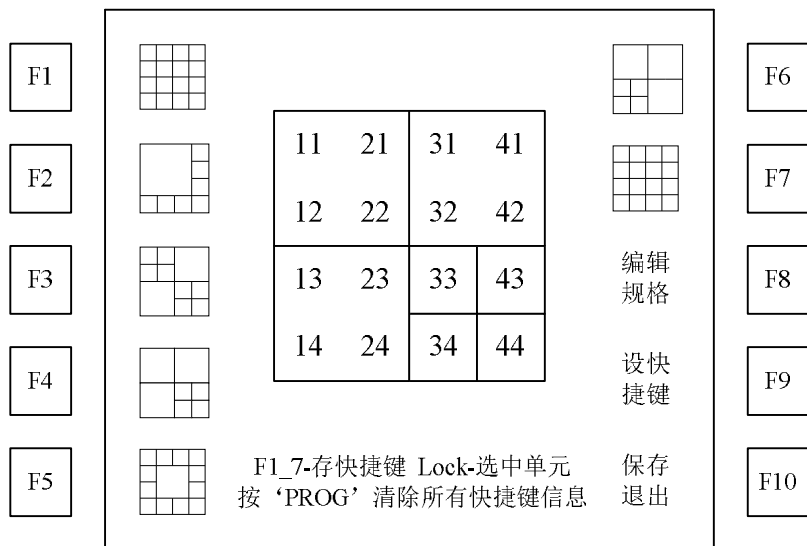 F1
F2
F3
F4
F5
11 21 31 41
12 22 32 42
13 23 33 43
14 24 34 44
F1_7-存快捷键 Lock-选中单元
按‘PROG’清除所有快捷键信息
编辑
规格
设快
捷键
保存
退出
F6
F7
F8
F9
F10